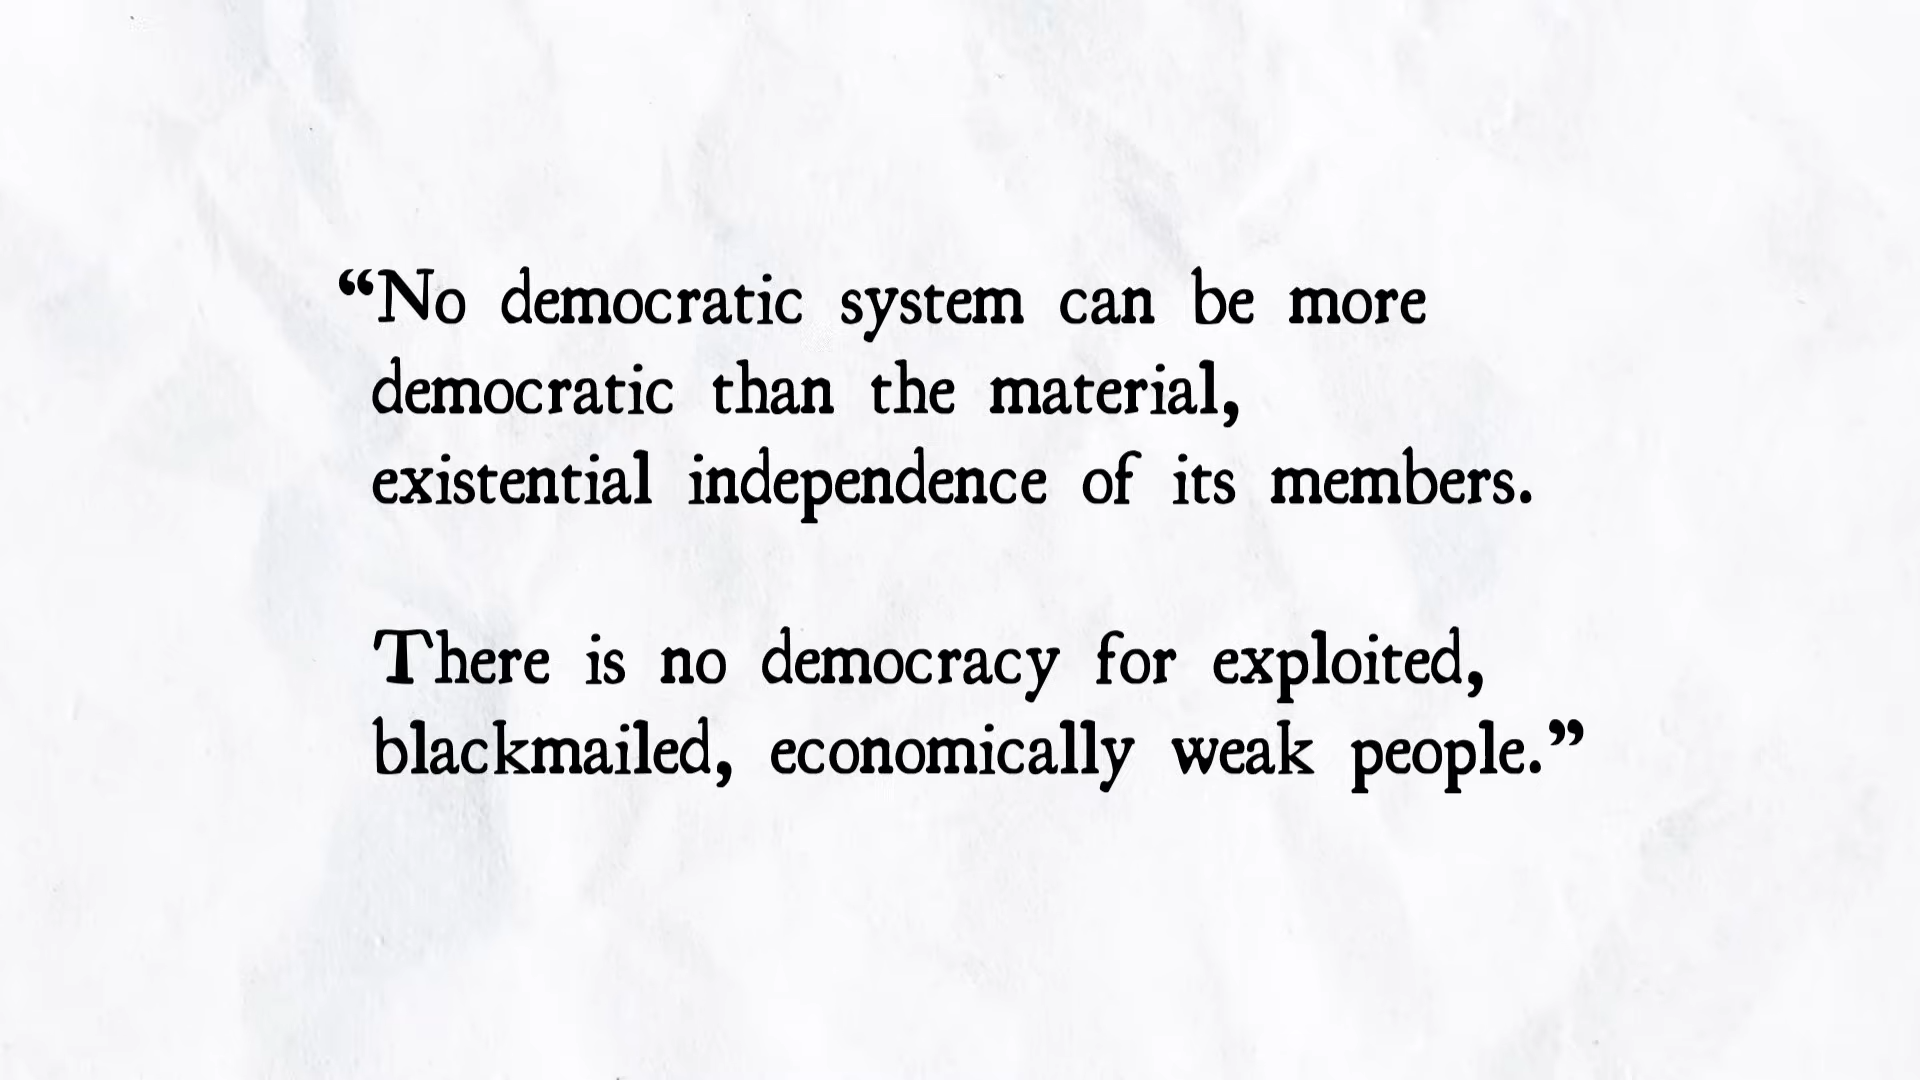 “No democratic system can be more
democratic than the material,
existential independence of its members.
There is no democracy for exploited,
blackmailed, economically weak people.”